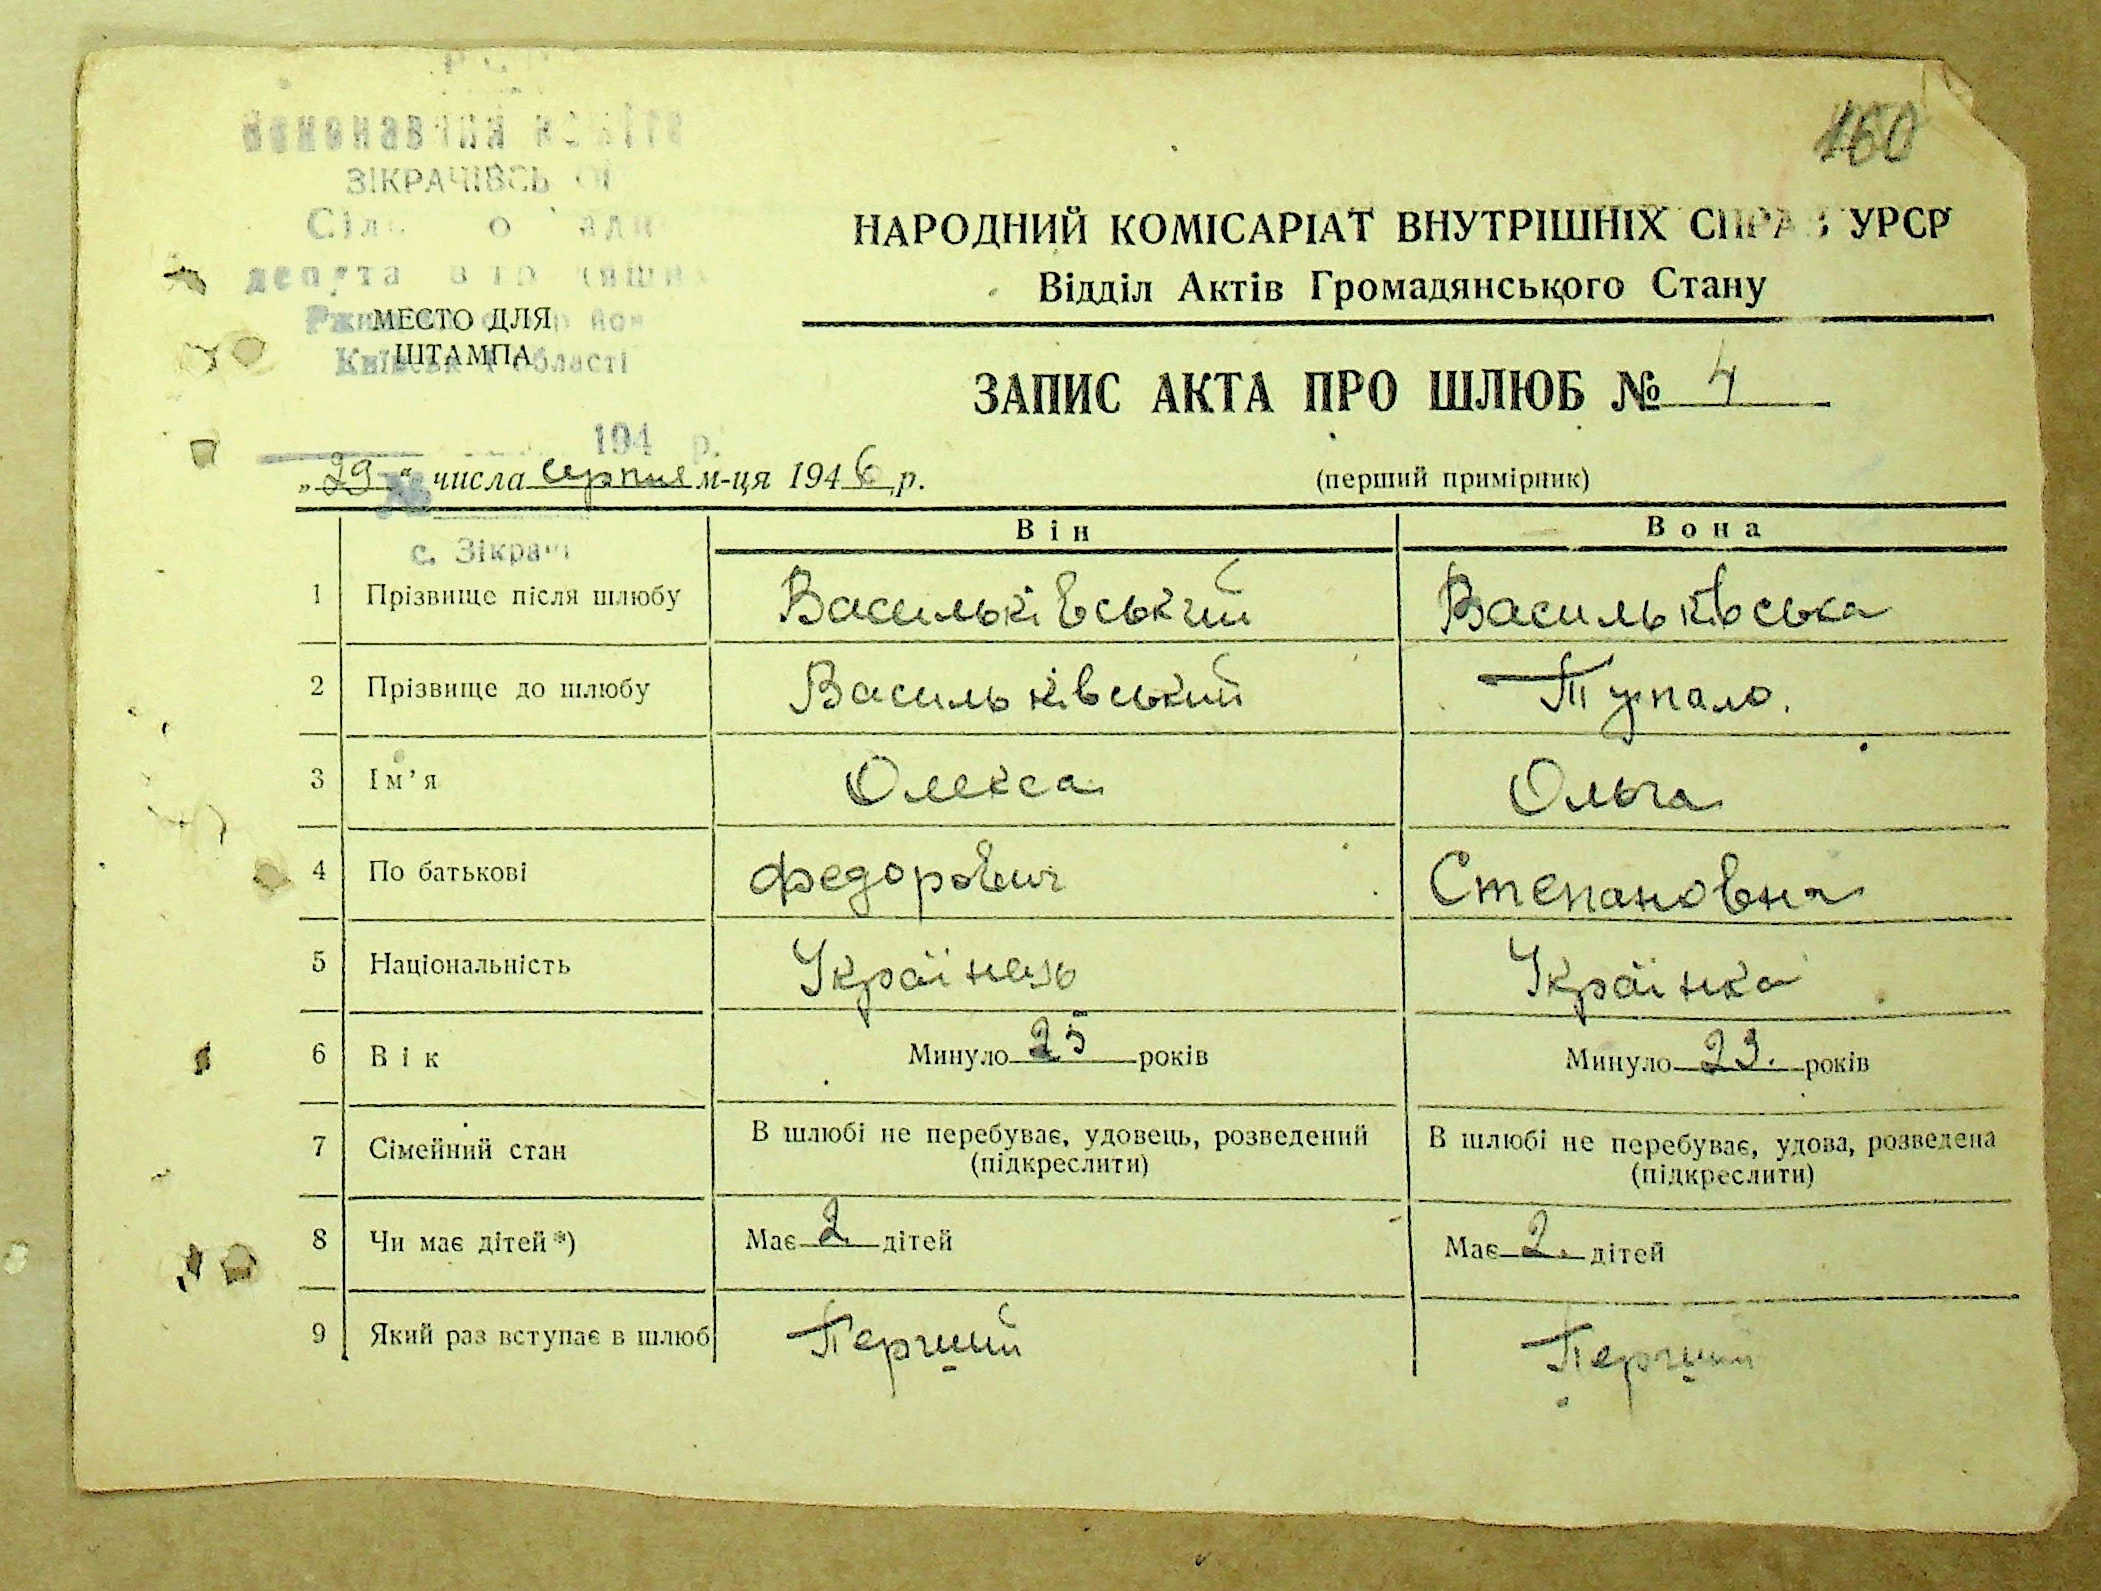 160
ЗІКРАЧІВСЬ
НАРОДНИЙ КОМІСАРІАТ ВНУТРІШНІХ СПРАВ УРСР
Відділ Актів Громадянського Стану
МЕСТО ДЛЯ
ШТАМПА
області
ЗАПИС АКТА ПРО ШЛЮБ № 4
194 р.
„29“ числа серпня м-ця 1946 р.
(перший примірник)
Він Вона
с. Зікрач
1 Прізвище після шлюбу Васильківський Васильківська
2 Прізвище до шлюбу Васильківський Тупало.
3 Ім’я Олекса Ольга
4 По батькові Федорович Степановна
5 Національність Українець Українка
6 Вік Минуло 25 років Минуло 23. років
7 Сімейний стан В шлюбі не перебуває, удовець, розведений В шлюбі не перебуває, удова, розведена
(підкреслити) (підкреслити)
8 Чи має дітей *) Має 2 дітей Має 2. дітей
9 Який раз вступає в шлюб Перший Перший